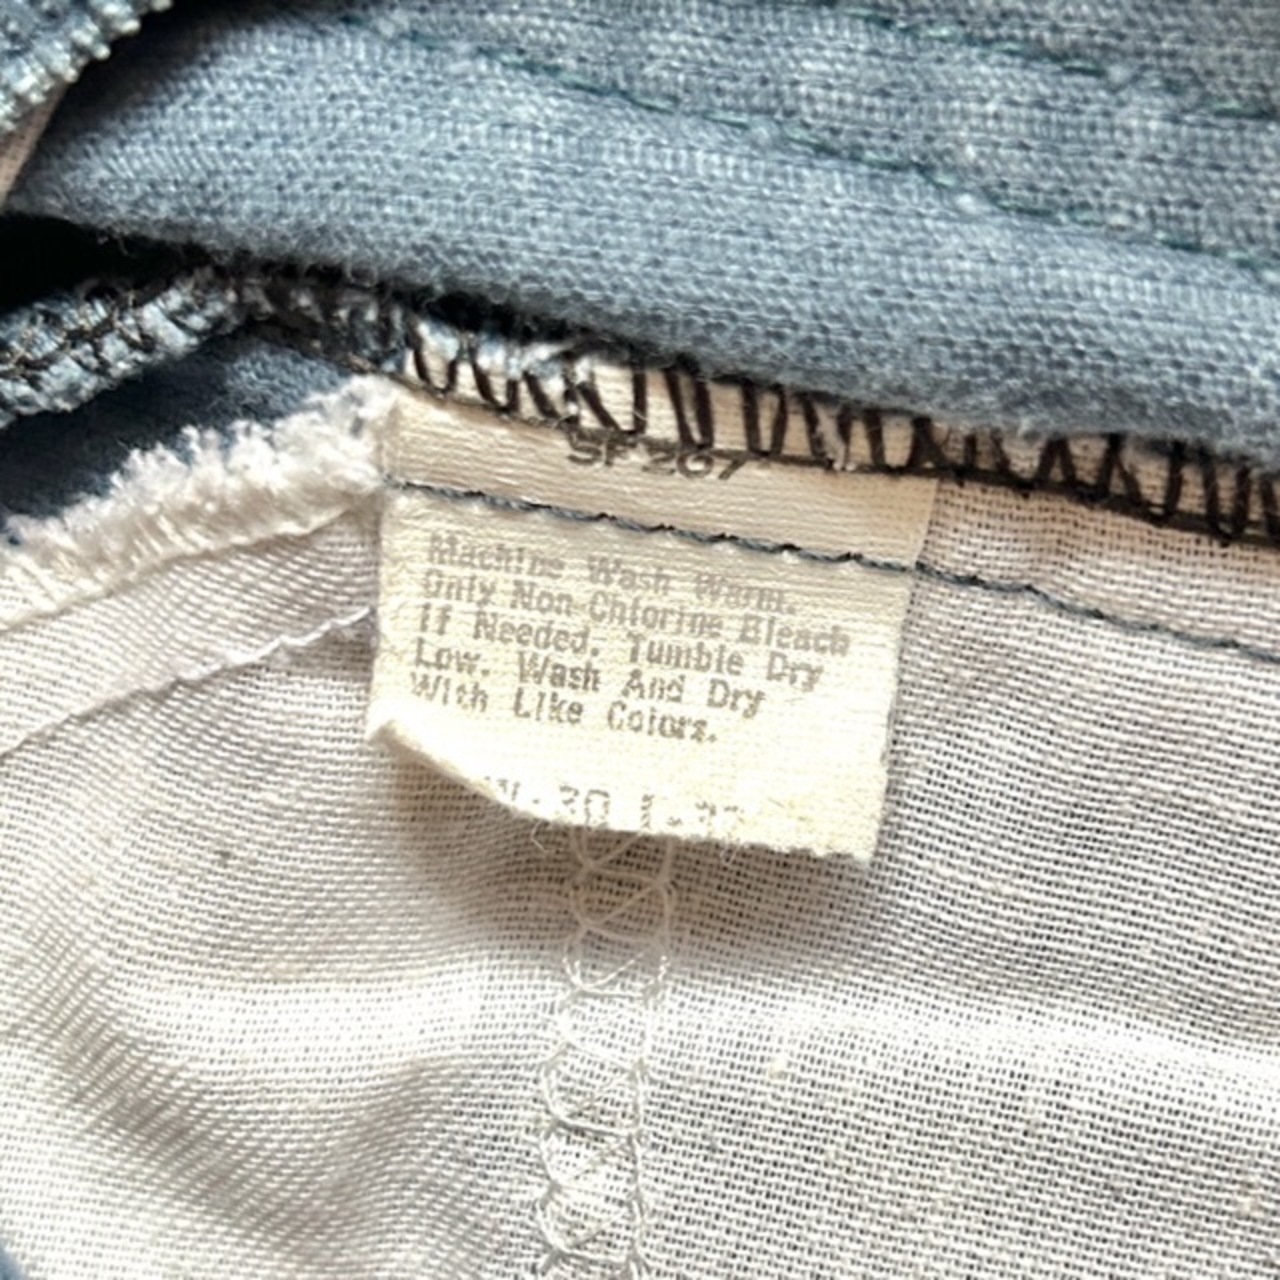 SF267
Machine Wash Warm.
Only Non-Chlorine Bleach
If Needed. Tumble Dry
Low. Wash And Dry
With Like Colors.
30